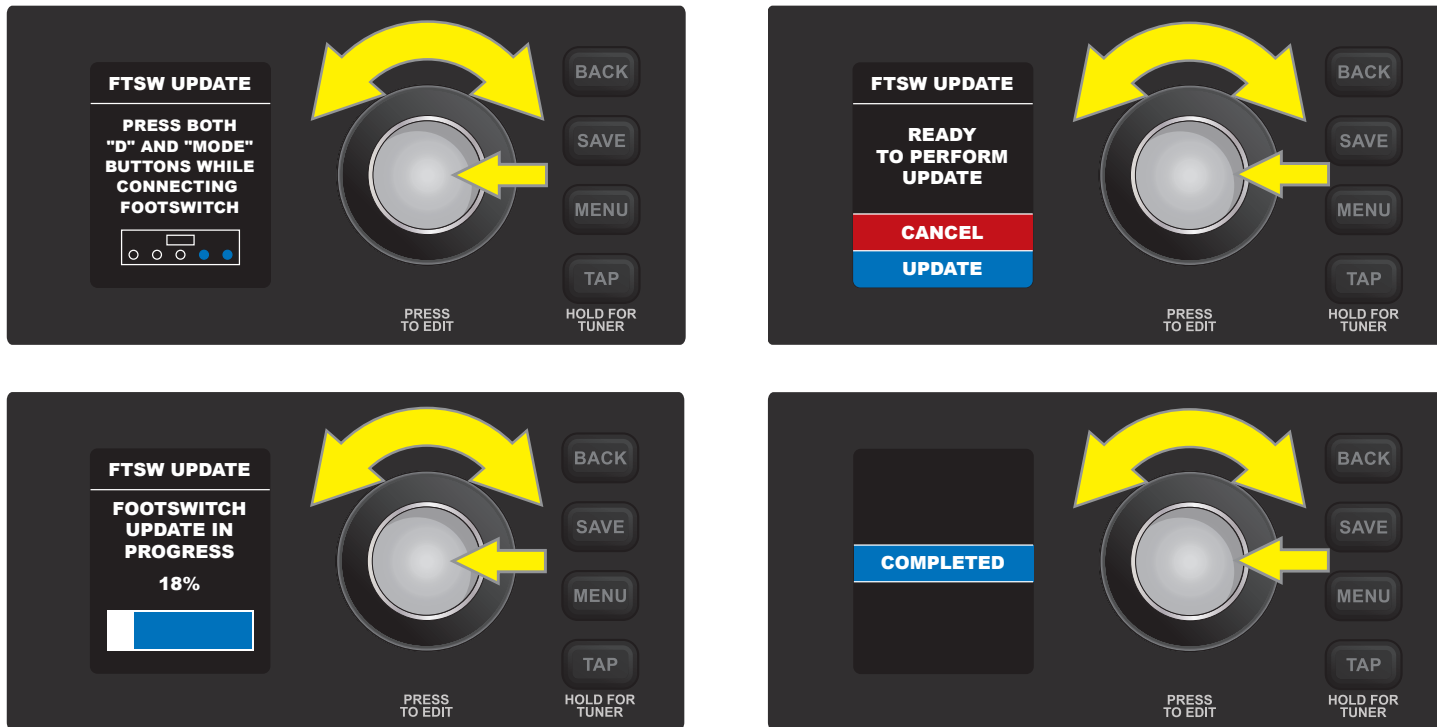 FTSW UPDATE
PRESS BOTH
"D" AND "MODE"
BUTTONS WHILE
CONNECTING
FOOTSWITCH
BACK
SAVE
MENU
TAP
PRESS
TO EDIT
HOLD FOR
TUNER
FTSW UPDATE
READY
TO PERFORM
UPDATE
CANCEL
UPDATE
BACK
SAVE
MENU
TAP
PRESS
TO EDIT
HOLD FOR
TUNER
FTSW UPDATE
FOOTSWITCH
UPDATE IN
PROGRESS
18%
BACK
SAVE
MENU
TAP
PRESS
TO EDIT
HOLD FOR
TUNER
COMPLETED
BACK
SAVE
MENU
TAP
PRESS
TO EDIT
HOLD FOR
TUNER